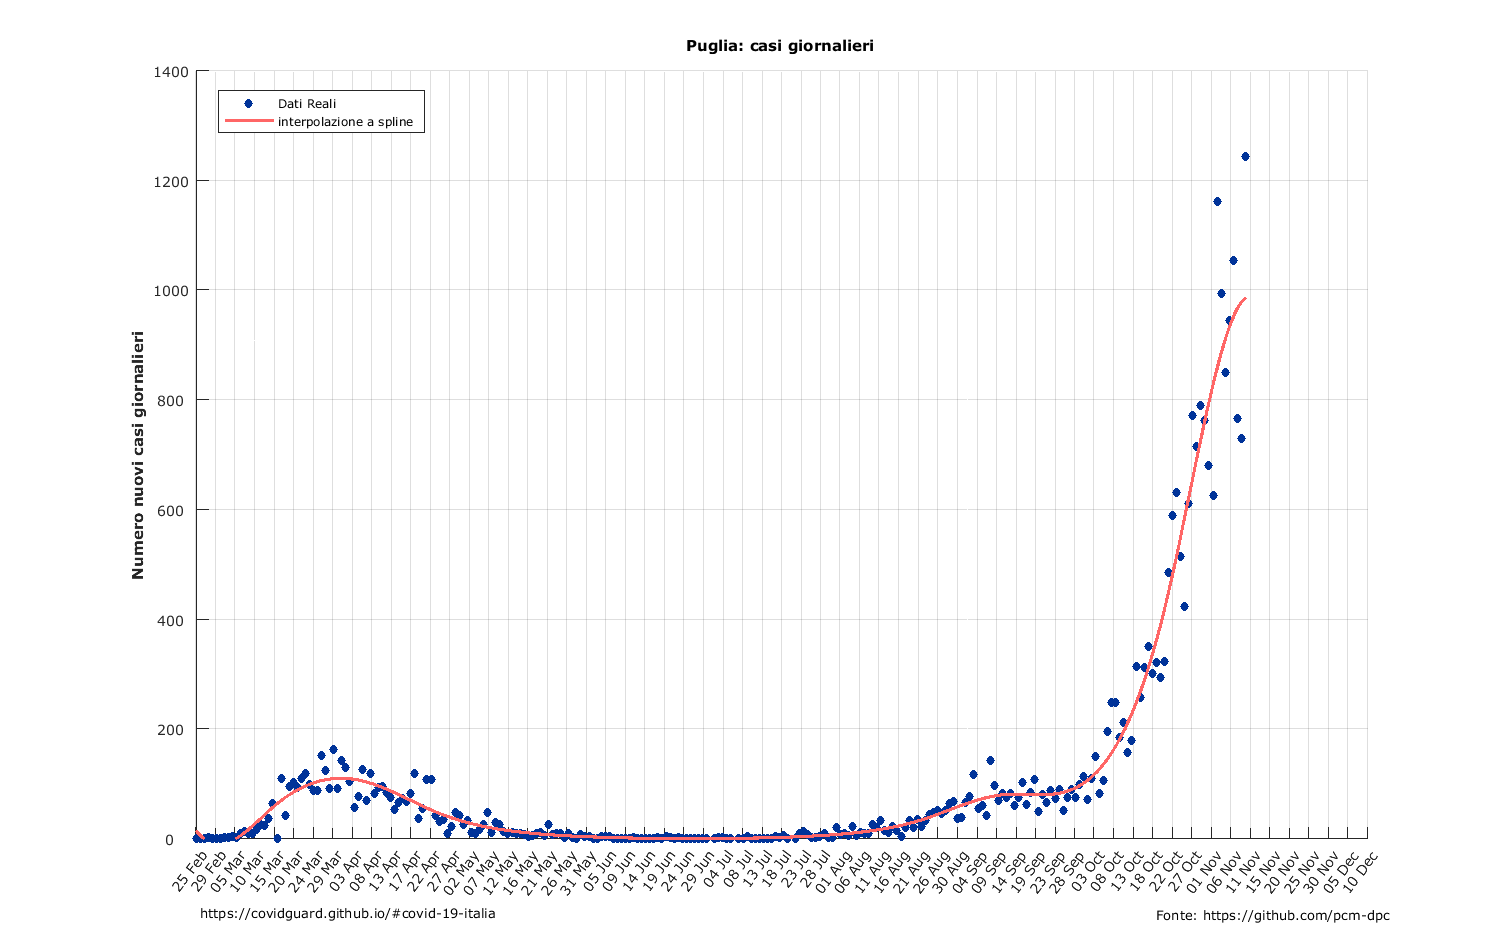 Puglia: casi giornalieri
1400
1200
1000
800
600
400
200
0
Numero nuovi casi giornalieri
Dati Reali
interpolazione a spline
25 Feb
29 Feb
05 Mar
10 Mar
15 Mar
20 Mar
24 Mar
29 Mar
03 Apr
08 Apr
13 Apr
17 Apr
22 Apr
27 Apr
02 May
07 May
12 May
16 May
21 May
26 May
31 May
05 Jun
09 Jun
14 Jun
19 Jun
24 Jun
29 Jun
04 Jul
08 Jul
13 Jul
18 Jul
23 Jul
28 Jul
01 Aug
06 Aug
11 Aug
16 Aug
21 Aug
26 Aug
30 Aug
04 Sep
09 Sep
14 Sep
19 Sep
23 Sep
28 Sep
03 Oct
08 Oct
13 Oct
18 Oct
22 Oct
27 Oct
01 Nov
06 Nov
11 Nov
15 Nov
20 Nov
25 Nov
30 Nov
05 Dec
10 Dec
https://covidguard.github.io/#covid-19-italia
Fonte: https://github.com/pcm-dpc